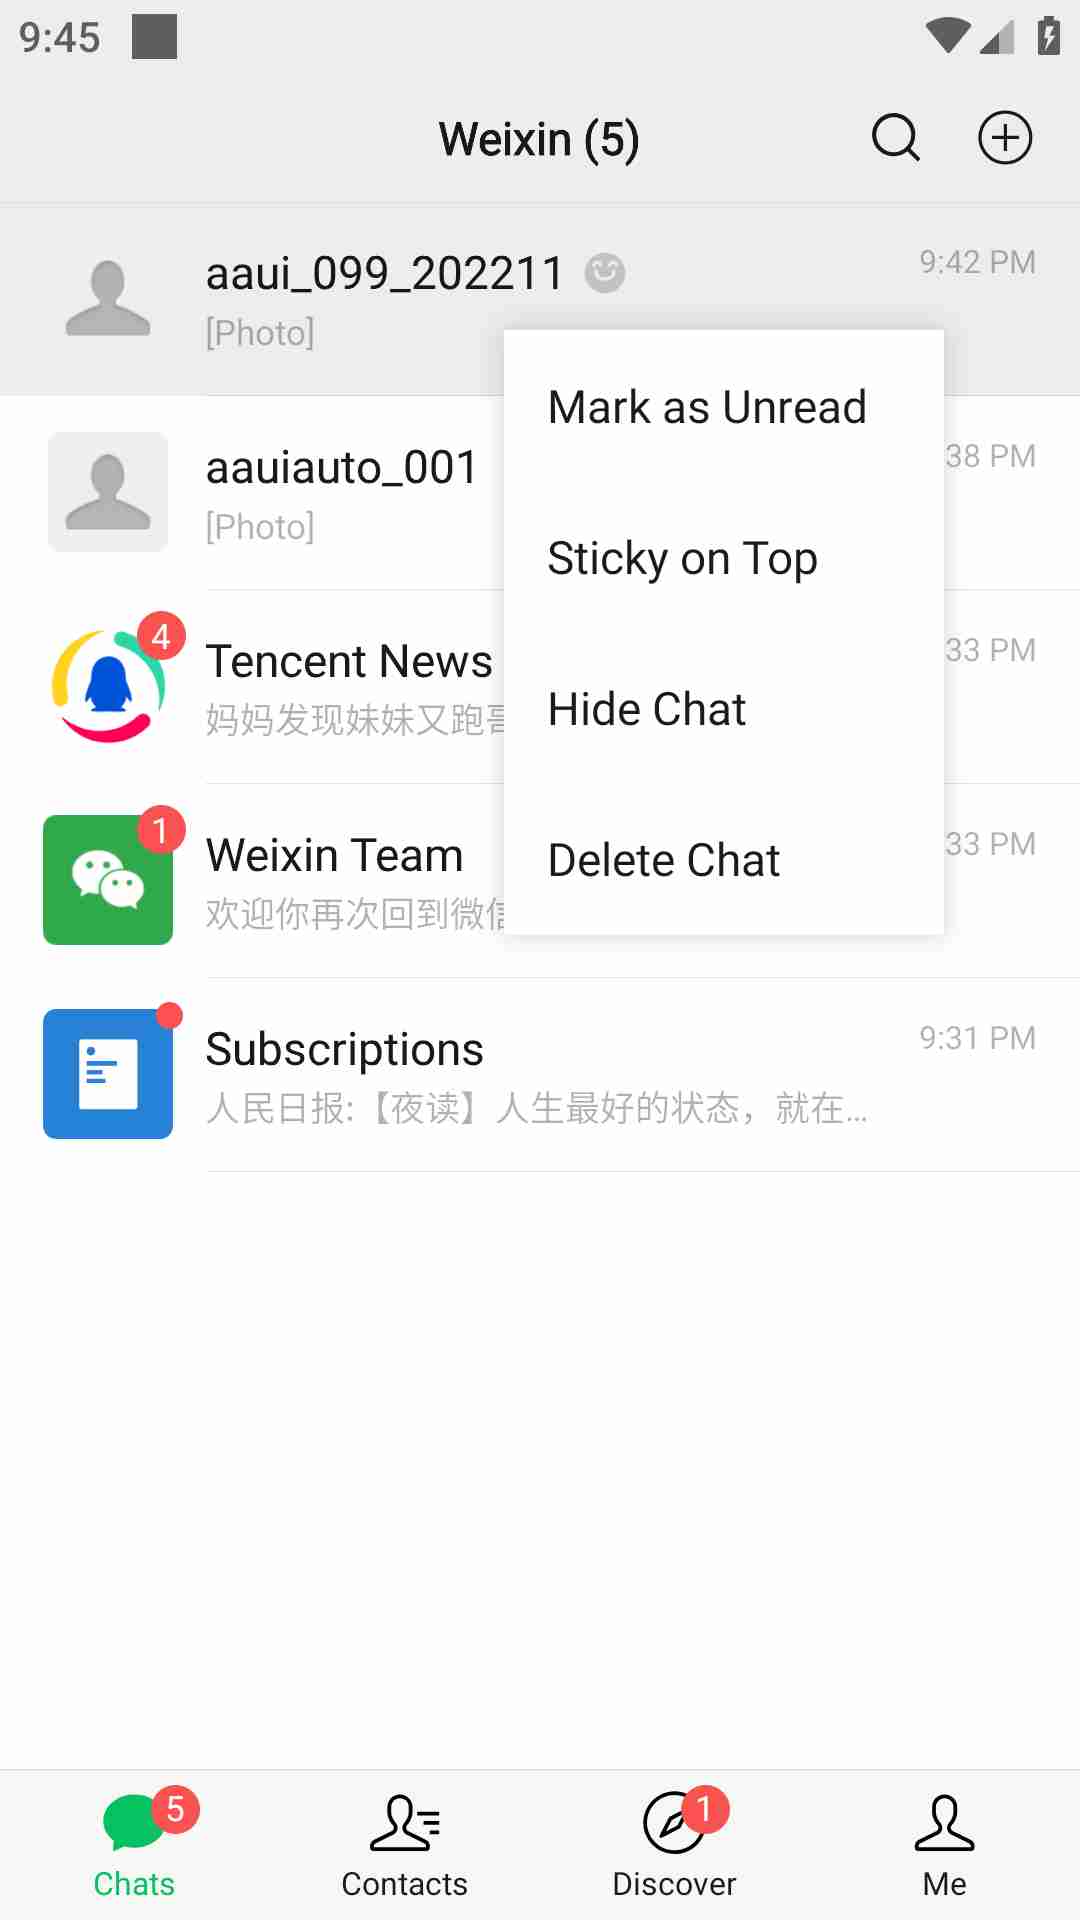 9:45
Weixin (5)
aaui_099_202211
9:42 PM
[Photo]
Mark as Unread
aauiauto_001
38 PM
[Photo]
Sticky on Top
4
Tencent News
33 PM
妈妈发现妹妹又跑
Hide Chat
1
Weixin Team
33 PM
欢迎你再次回到微信
Delete Chat
Subscriptions
9:31 PM
人民日报:【夜读】人生最好的状态，就在...
5
1
Chats
Contacts
Discover
Me